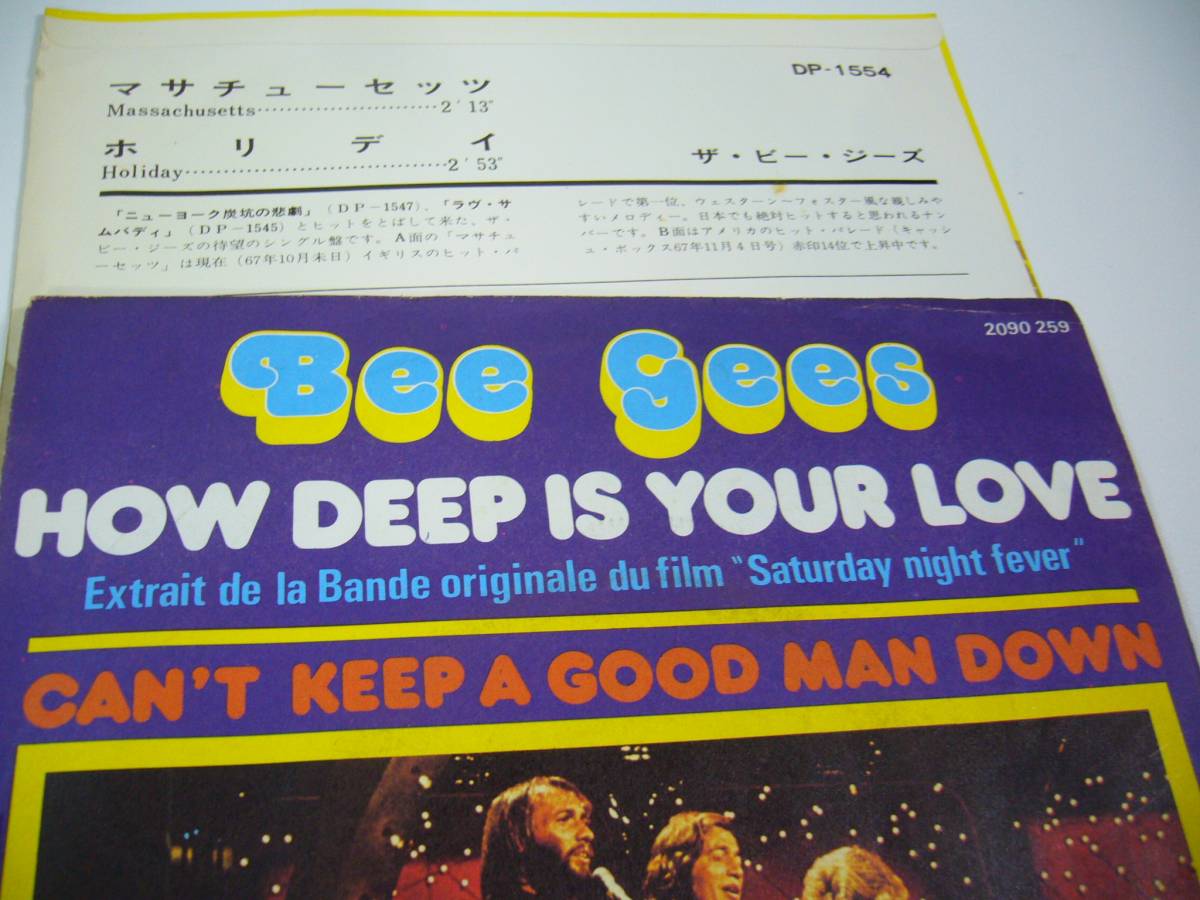 DP-1554
マサチューセッツ
Massachusetts························2′13″
ホリデイ
Holiday··································2′53″
ザ・ビー・ジーズ
「ニューヨーク炭坑の悲劇」(DP−1547)、「ラヴ・サ
ムバディ」(DP−1545)とヒットをとばして来た、ザ・
ビー・ジーズの待望のシングル盤です。A面の「マサチュ
ーセッツ」は現在(67年10月末日)イギリスのヒット・パ
レードで第一位、ウェスターン〜フォスター風な親しみや
すいメロディー。日本でも絶対ヒットすると思われるナン
バーです。B面はアメリカのヒット・パレード(キャッシ
ュ・ボックス67年11月4日号)赤印14位で上昇中です。
2090 259
Bee Gees
HOW DEEP IS YOUR LOVE
Extrait de la Bande originale du film "Saturday night fever"
CAN'T KEEP A GOOD MAN DOWN